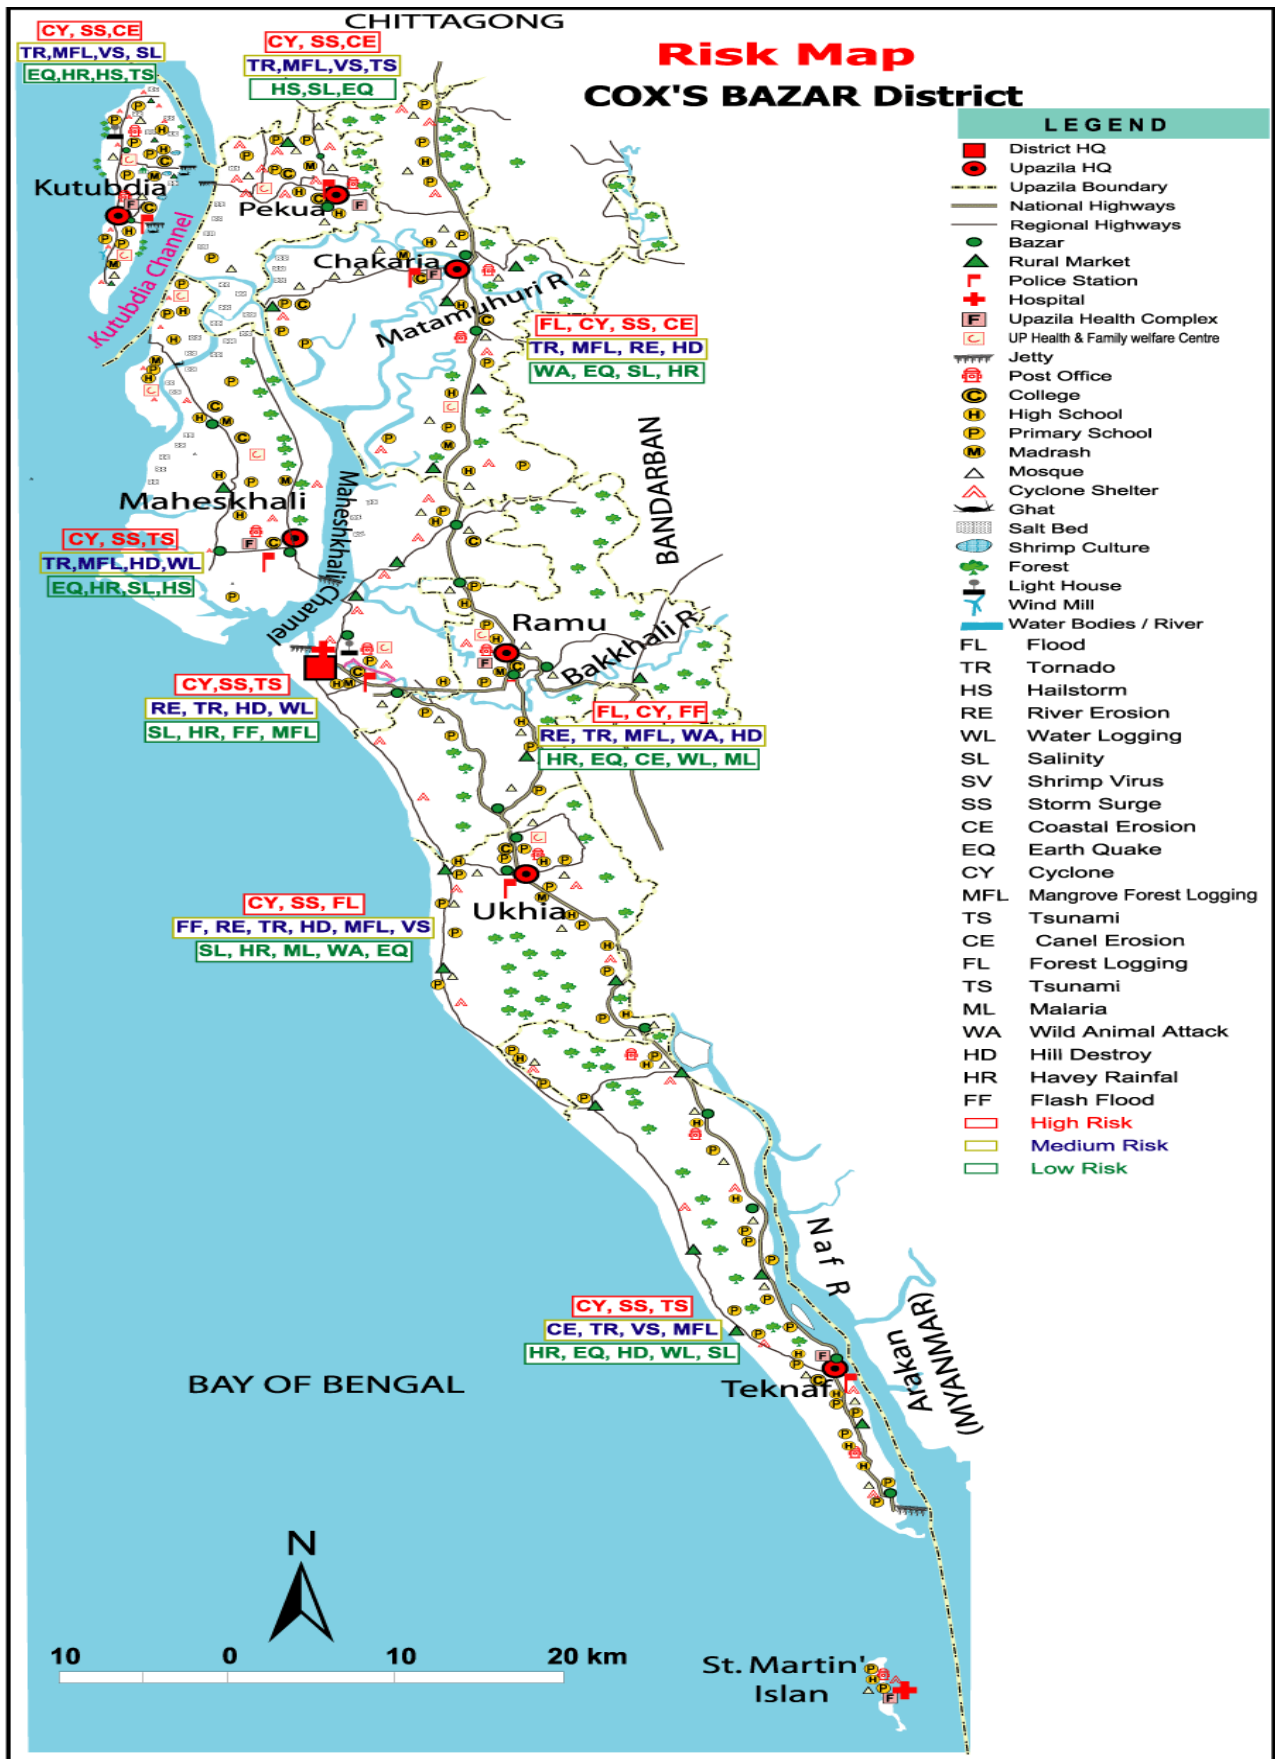 CHITTAGONG
Risk Map
COX'S BAZAR District
CY, SS,CE
TR,MFL,VS, SL
EQ,HR,HS,TS
CY, SS,CE
TR,MFL,VS,TS
HS,SL,EQ
Kutubdia
Pekua
Kutubdia Channel
Chakaria
Matamuhuri R
FL, CY, SS, CE
TR, MFL, RE, HD
WA, EQ, SL, HR
BANDARBAN
Maheskhali
Maheshkhali Channel
CY, SS,TS
TR,MFL,HD,WL
EQ,HR,SL,HS
Ramu
Bakkhali R
CY,SS,TS
RE, TR, HD, WL
SL, HR, FF, MFL
FL, CY, FF
RE, TR, MFL, WA, HD
HR, EQ, CE, WL, ML
Ukhia
CY, SS, FL
FF, RE, TR, HD, MFL, VS
SL, HR, ML, WA, EQ
Naf R
Arakan
(MYANMAR)
CY, SS, TS
CE, TR, VS, MFL
HR, EQ, HD, WL, SL
Teknaf
BAY OF BENGAL
N
10 0 10 20 km
St. Martin'
Islan
LEGEND
District HQ
Upazila HQ
Upazila Boundary
National Highways
Regional Highways
Bazar
Rural Market
Police Station
Hospital
F Upazila Health Complex
C UP Health & Family welfare Centre
Jetty
Post Office
C College
H High School
P Primary School
M Madrash
Mosque
Cyclone Shelter
Ghat
Salt Bed
Shrimp Culture
Forest
Light House
Wind Mill
Water Bodies / River
FL Flood
TR Tornado
HS Hailstorm
RE River Erosion
WL Water Logging
SL Salinity
SV Shrimp Virus
SS Storm Surge
CE Coastal Erosion
EQ Earth Quake
CY Cyclone
MFL Mangrove Forest Logging
TS Tsunami
CE Canel Erosion
FL Forest Logging
TS Tsunami
ML Malaria
WA Wild Animal Attack
HD Hill Destroy
HR Havey Rainfal
FF Flash Flood
High Risk
Medium Risk
Low Risk